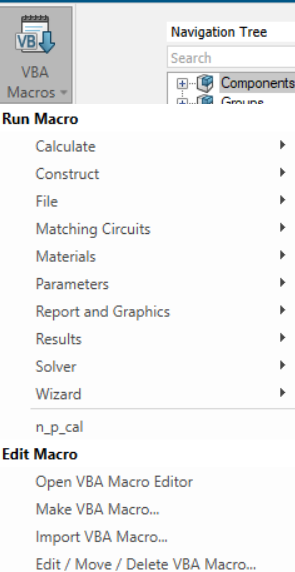 VBA
Navigation Tree
Search
VBA
Macros
Components
Groups
Run Macro
Calculate
Construct
File
Matching Circuits
Materials
Parameters
Report and Graphics
Results
Solver
Wizard
n_p_cal
Edit Macro
Open VBA Macro Editor
Make VBA Macro...
Import VBA Macro...
Edit / Move / Delete VBA Macro...